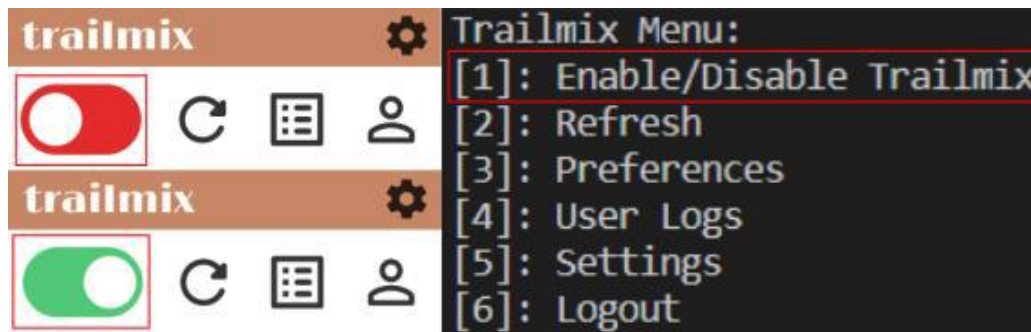 trailmix
trailmix
Trailmix Menu:
[1]: Enable/Disable Trailmix
[2]: Refresh
[3]: Preferences
[4]: User Logs
[5]: Settings
[6]: Logout